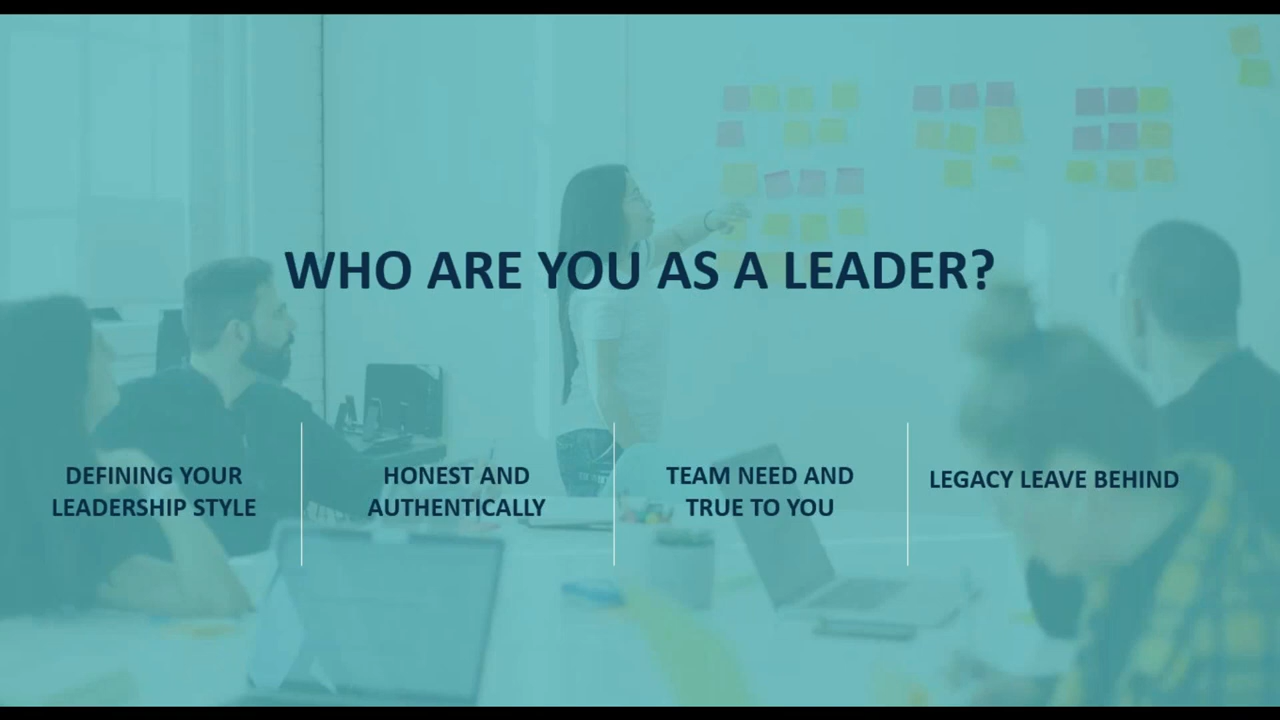 WHO ARE YOU AS A LEADER?
DEFINING YOUR
LEADERSHIP STYLE
HONEST AND
AUTHENTICALLY
TEAM NEED AND
TRUE TO YOU
LEGACY LEAVE BEHIND